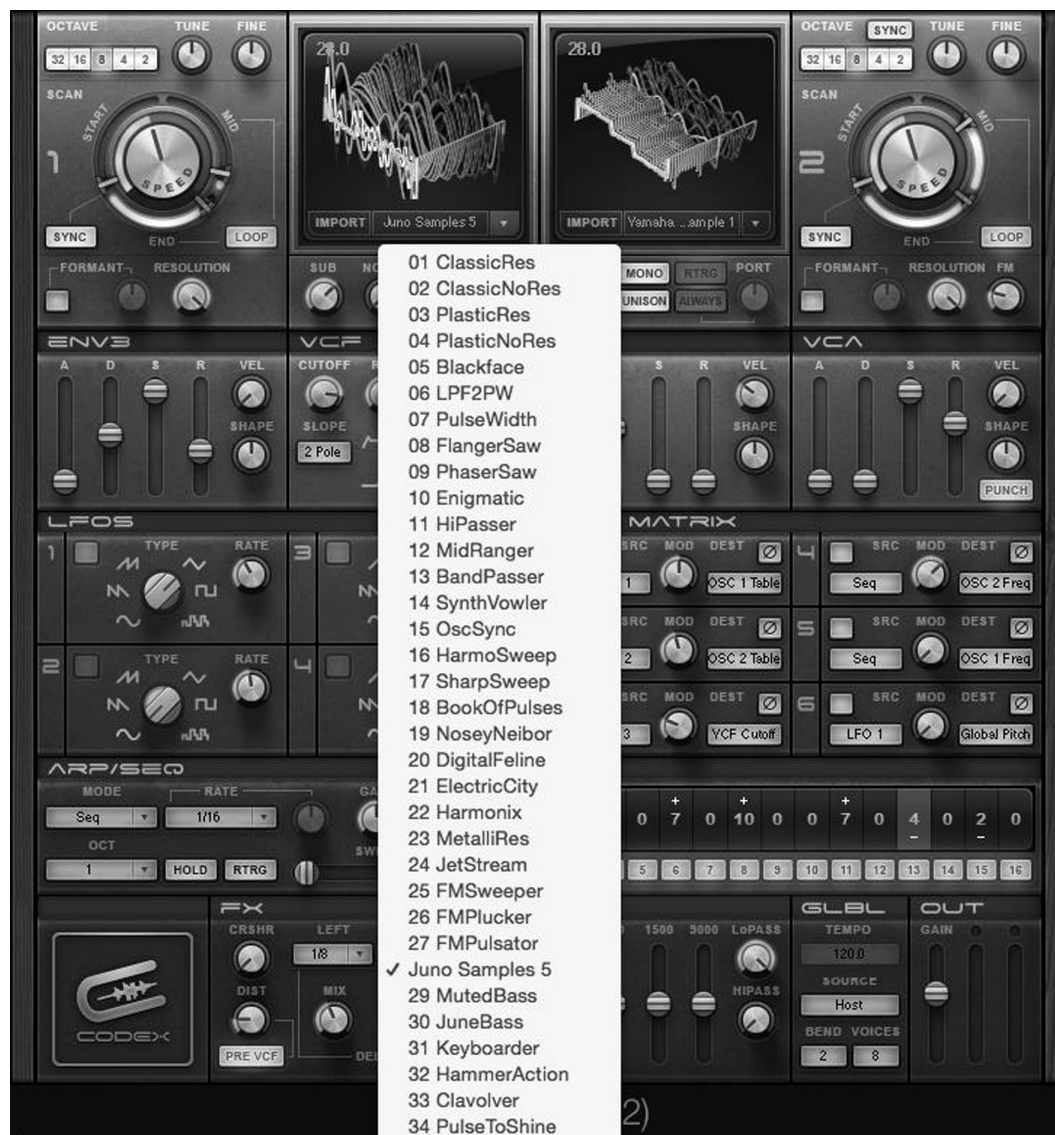 OCTAVE TUNE FINE
32 16 8 4 2
SCAN
START MID
1
SPEED
SYNC END LOOP
FORMANT RESOLUTION
28.0
IMPORT Juno Samples 5
28.0
IMPORT Yamaha ...ample 1
OCTAVE SYNC TUNE FINE
32 16 8 4 2
SCAN
START MID
2
SPEED
SYNC END LOOP
FORMANT RESOLUTION FM
SUB
MONO RTRG PORT
UNISON ALWAYS
01 ClassicRes
02 ClassicNoRes
03 PlasticRes
04 PlasticNoRes
05 Blackface
06 LPF2PW
07 PulseWidth
08 FlangerSaw
09 PhaserSaw
10 Enigmatic
11 HiPasser
12 MidRanger
13 BandPasser
14 SynthVowler
15 OscSync
16 HarmoSweep
17 SharpSweep
18 BookOfPulses
19 NoseyNeibor
20 DigitalFeline
21 ElectricCity
22 Harmonix
23 MetalliRes
24 JetStream
25 FMSweeper
26 FMPlucker
27 FMPulsator
✓ Juno Samples 5
29 MutedBass
30 JuneBass
31 Keyboarder
32 HammerAction
33 Clavolver
34 PulseToShine
ENV3
A D S R VEL
SHAPE
VCF
CUTOFF R
SLOPE
2 Pole
S R VEL
SHAPE
VCA
A D S R VEL
SHAPE
PUNCH
LFOS
1 TYPE RATE 3
2 TYPE RATE 4
MATRIX
SRC MOD DEST Ø
1 OSC 1 Table
SRC MOD DEST Ø
2 OSC 2 Table
SRC MOD DEST Ø
3 VCF Cutoff
4 SRC MOD DEST Ø
Seq OSC 2 Freq
5 SRC MOD DEST Ø
Seq OSC 1 Freq
6 SRC MOD DEST Ø
LFO 1 Global Pitch
ARP/SEQ
MODE RATE GA
Seq 1/16
OCT SW
1 HOLD RTRG
+ + +
0 7 0 10 0 0 7 0 4 0 2 0
– –
5 6 7 8 9 10 11 12 13 14 15 16
CODEX
FX
CRSHR LEFT
1/8
DIST MIX
PRE VCF DEL
1500 9000 LoPASS
HIPASS
GLBL
TEMPO
120.0
SOURCE
Host
BEND VOICES
2 8
OUT
GAIN
2)